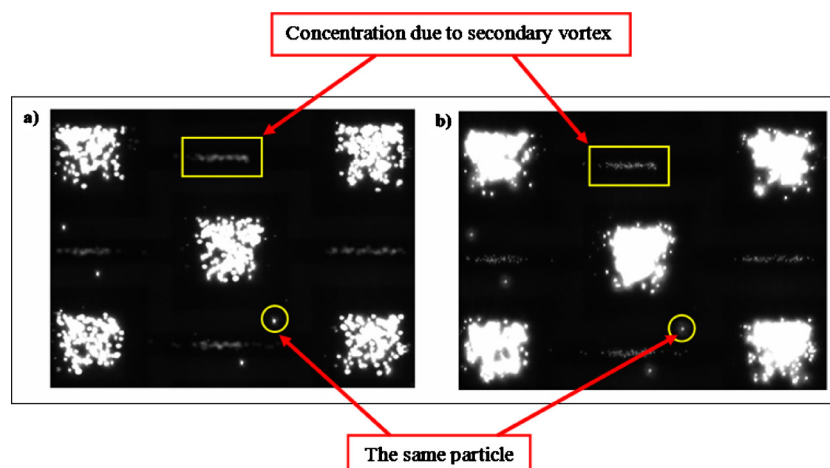 Concentration due to secondary vortex
a)
b)
The same particle